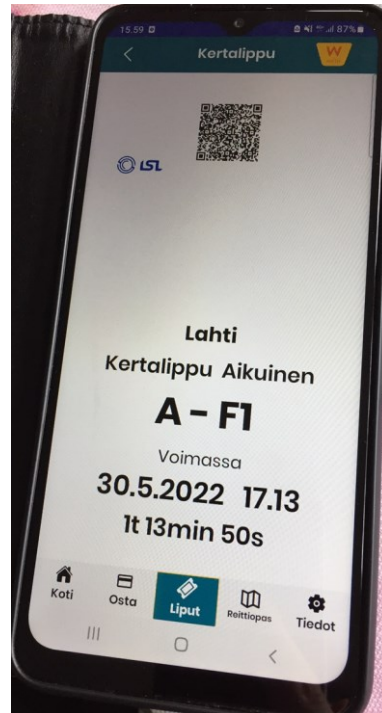 15.59 87%
Kertalippu
W
LSL
Lahti
Kertalippu Aikuinen
A - F1
Voimassa
30.5.2022 17.13
1t 13min 50s
Koti Osta Liput Reittiopas Tiedot